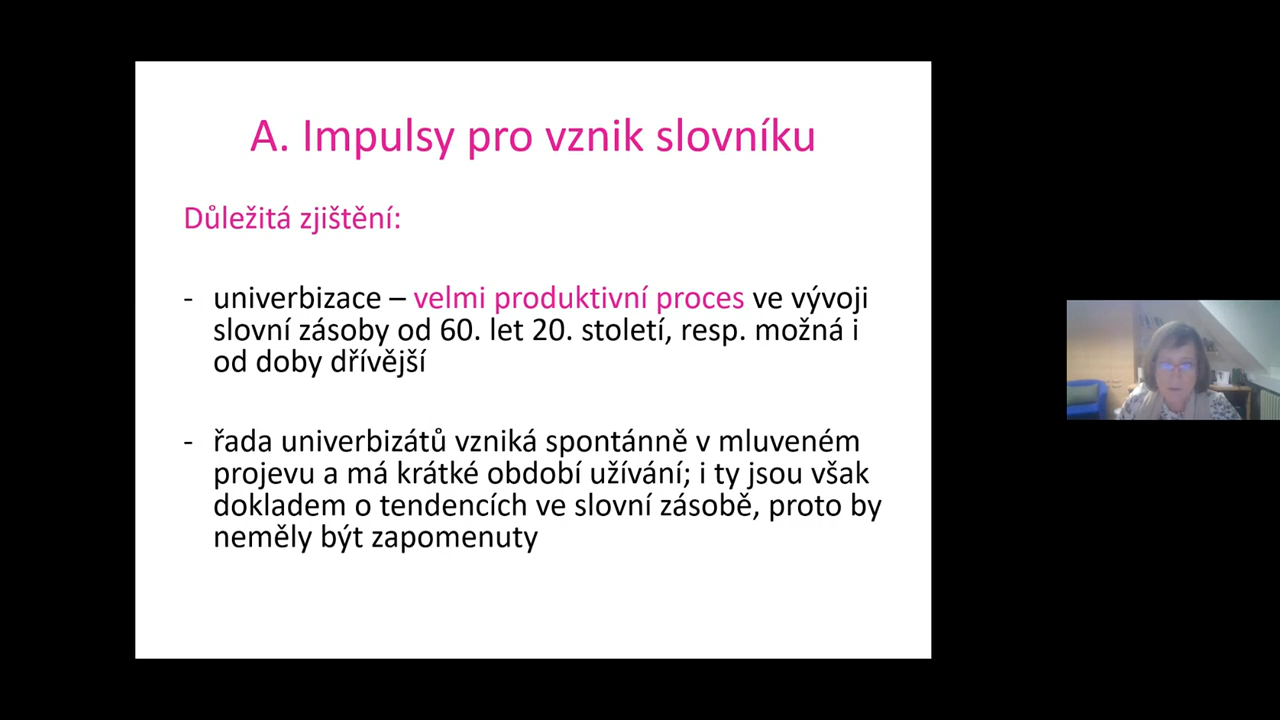 A. Impulsy pro vznik slovníku
Důležitá zjištění:
- univerbizace – velmi produktivní proces ve vývoji
slovní zásoby od 60. let 20. století, resp. možná i
od doby dřívější
- řada univerbizátů vzniká spontánně v mluveném
projevu a má krátké období užívání; i ty jsou však
dokladem o tendencích ve slovní zásobě, proto by
neměly být zapomenuty